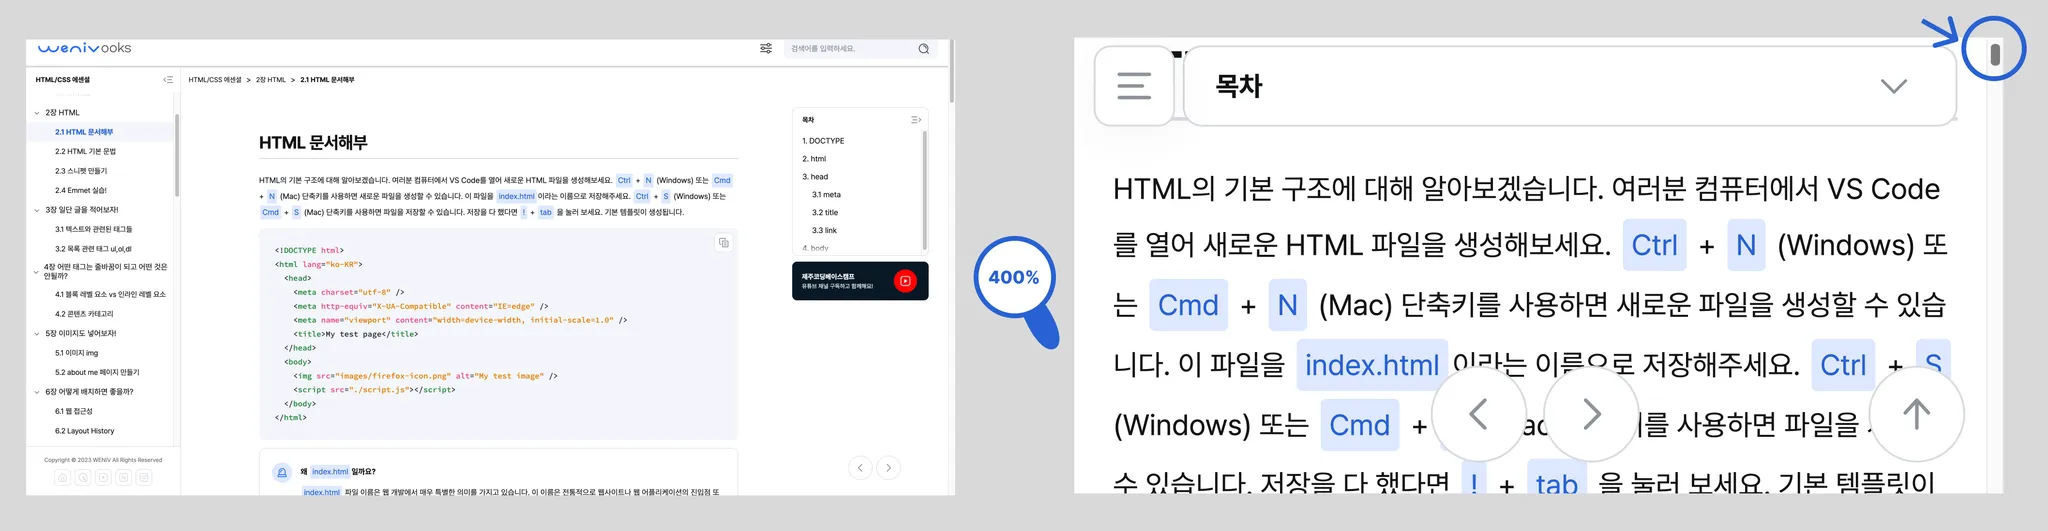 wenivooks
검색어를 입력하세요.
HTML/CSS 에센셜
HTML/CSS 에센셜 > 2장 HTML > 2.1 HTML 문서해부
2장 HTML
2.1 HTML 문서해부
2.2 HTML 기본 문법
2.3 스니펫 만들기
2.4 Emmet 실습!
3장 일단 글을 적어보자!
3.1 텍스트와 관련된 태그들
3.2 목록 관련 태그 ul,ol,dl
4장 어떤 태그는 줄바꿈이 되고 어떤 것은
안될까?
4.1 블록 레벨 요소 vs 인라인 레벨 요소
4.2 콘텐츠 카테고리
5장 이미지도 넣어보자!
5.1 이미지 img
5.2 about me 페이지 만들기
6장 어떻게 배치하면 좋을까?
6.1 웹 접근성
6.2 Layout History
Copyright © 2023 WENIV All Rights Reserved
HTML 문서해부
HTML의 기본 구조에 대해 알아보겠습니다. 여러분 컴퓨터에서 VS Code를 열어 새로운 HTML 파일을 생성해보세요. Ctrl + N (Windows) 또는 Cmd
+ N (Mac) 단축키를 사용하면 새로운 파일을 생성할 수 있습니다. 이 파일을 index.html 이라는 이름으로 저장해주세요. Ctrl + S (Windows) 또는
Cmd + S (Mac) 단축키를 사용하면 파일을 저장할 수 있습니다. 저장을 다 했다면 ! + tab 을 눌러 보세요. 기본 템플릿이 생성됩니다.
<!DOCTYPE html>
<html lang="ko-KR">
<head>
<meta charset="utf-8" />
<meta http-equiv="X-UA-Compatible" content="IE=edge" />
<meta name="viewport" content="width=device-width, initial-scale=1.0" />
<title>My test page</title>
</head>
<body>
<img src="images/firefox-icon.png" alt="My test image" />
<script src="./script.js"></script>
</body>
</html>
왜 index.html 일까요?
index.html 파일 이름은 웹 개발에서 매우 특별한 의미를 가지고 있습니다. 이 이름은 전통적으로 웹사이트나 웹 어플리케이션의 진입점 또
목차
1. DOCTYPE
2. html
3. head
3.1 meta
3.2 title
3.3 link
4. body
제주코딩베이스캠프
유튜브 채널 구독하고 함께해요!
400%
목차
HTML의 기본 구조에 대해 알아보겠습니다. 여러분 컴퓨터에서 VS Code
를 열어 새로운 HTML 파일을 생성해보세요. Ctrl + N (Windows) 또
는 Cmd + N (Mac) 단축키를 사용하면 새로운 파일을 생성할 수 있습
니다. 이 파일을 index.html 이라는 이름으로 저장해주세요. Ctrl + S
(Windows) 또는 Cmd + 를 사용하면 파일을
수 있습니다. 저장을 다 했다면 ! + tab 을 눌러 보세요. 기본 템플릿이